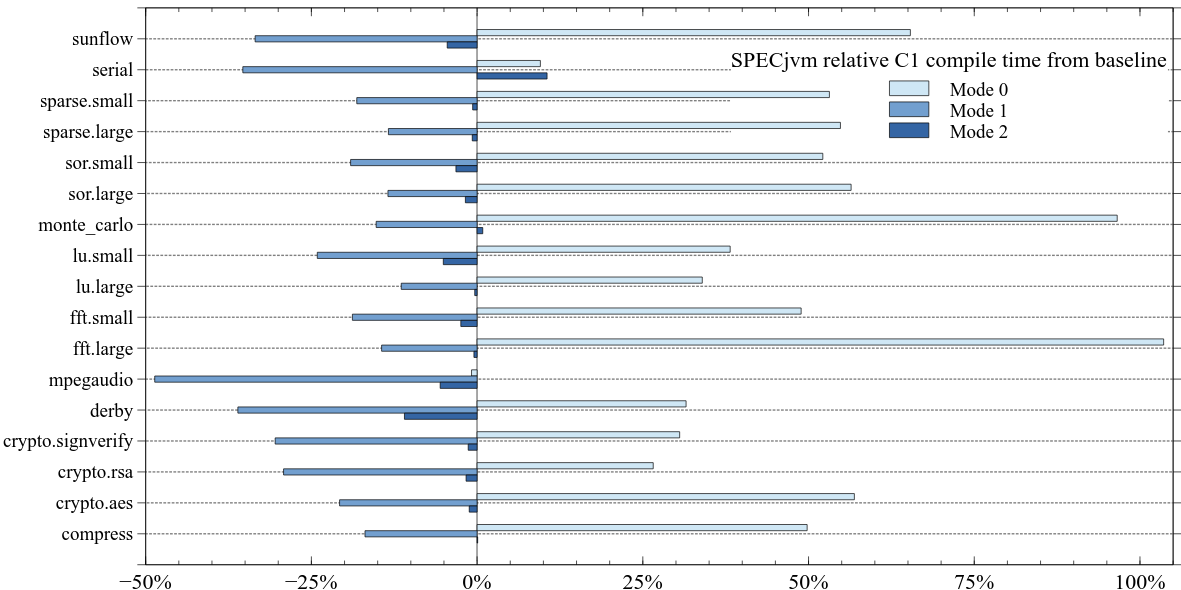 sunflow
serial
sparse.small
sparse.large
sor.small
sor.large
monte_carlo
lu.small
lu.large
fft.small
fft.large
mpegaudio
derby
crypto.signverify
crypto.rsa
crypto.aes
compress
SPECjvm relative C1 compile time from baseline
Mode 0
Mode 1
Mode 2
−50% −25% 0% 25% 50% 75% 100%